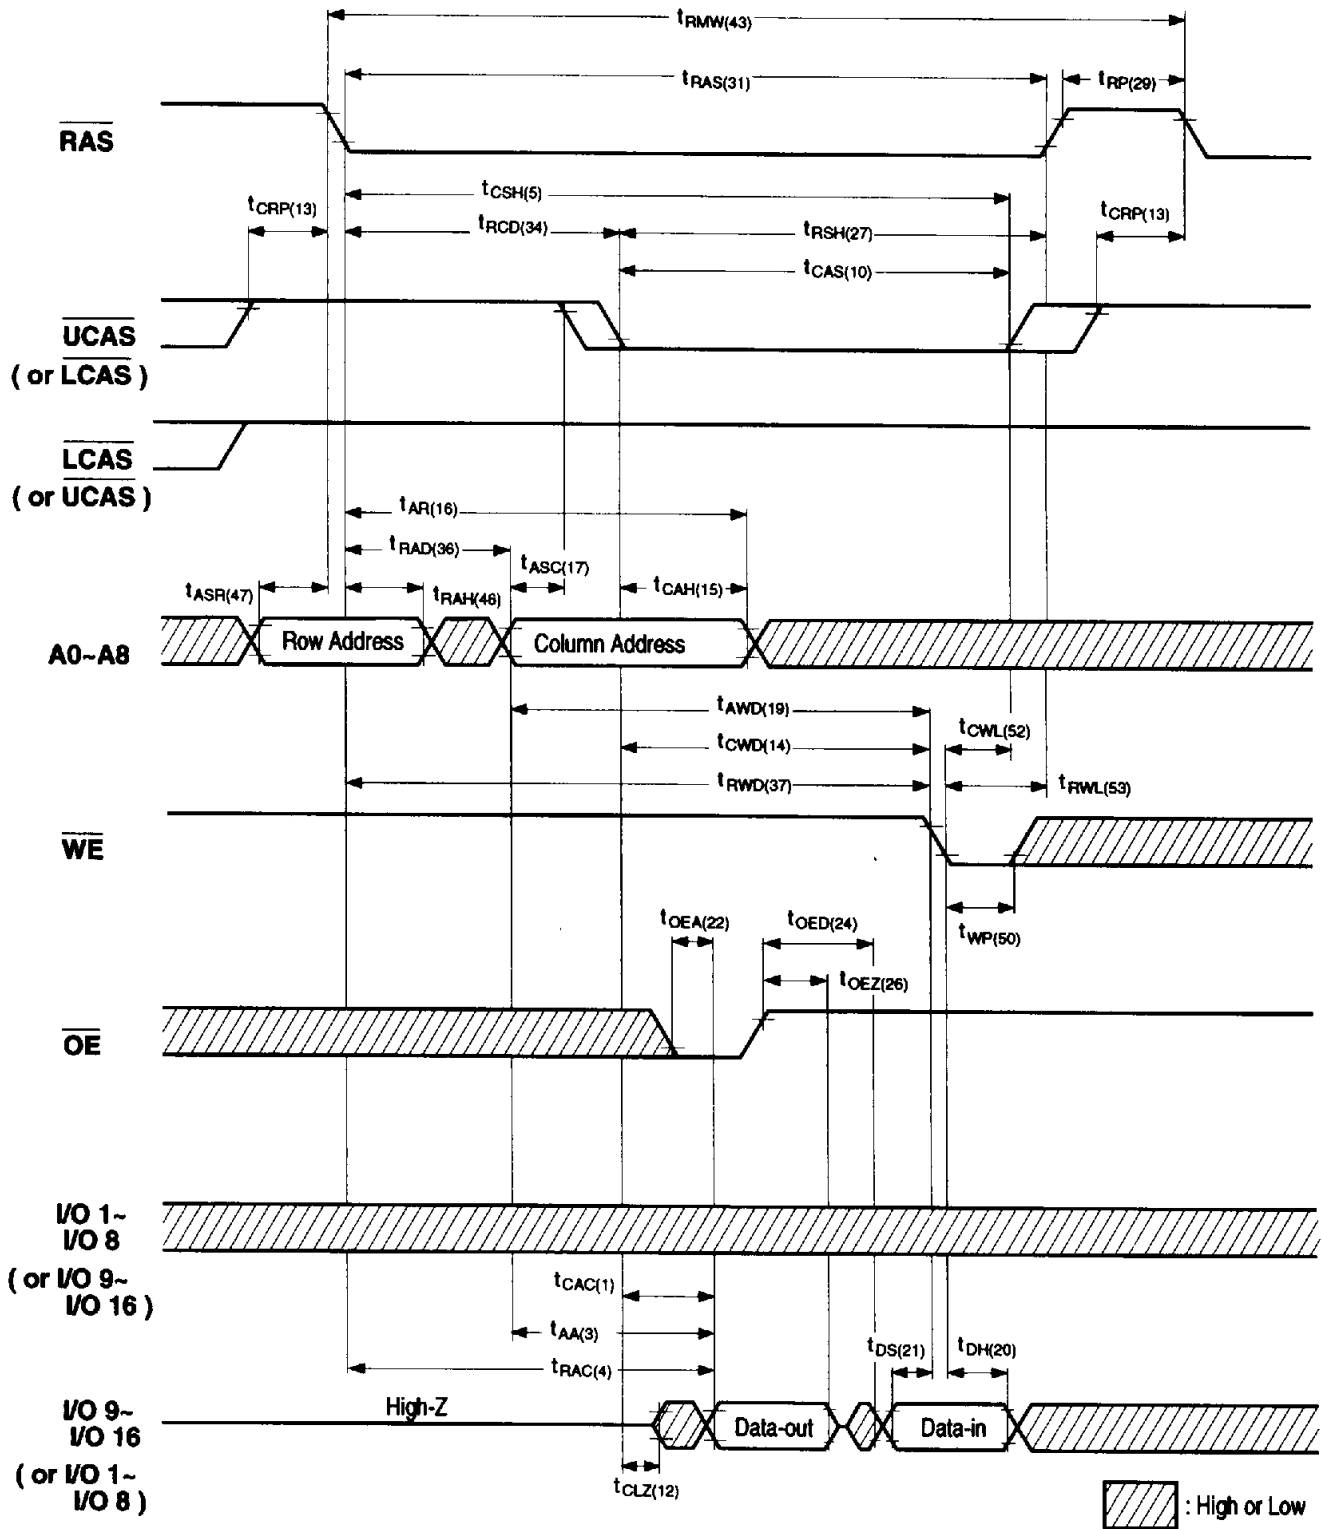 tRMW(43)
tRAS(31)
tRP(29)
RAS
tCSH(5)
tCRP(13)
tRCD(34)
tRSH(27)
tCRP(13)
tCAS(10)
UCAS
( or LCAS )
LCAS
( or UCAS )
tAR(16)
tRAD(36)
tASC(17)
tASR(47)
tRAH(46)
tCAH(15)
A0~A8
Row Address
Column Address
tAWD(19)
tCWL(52)
tCWD(14)
tRWD(37)
tRWL(53)
WE
tOEA(22)
tOED(24)
tWP(50)
tOEZ(26)
OE
I/O 1~
I/O 8
( or I/O 9~
I/O 16 )
tCAC(1)
tAA(3)
tDS(21)
tDH(20)
tRAC(4)
High-Z
I/O 9~
I/O 16
( or I/O 1~
I/O 8 )
Data-out
Data-in
tCLZ(12)
: High or Low